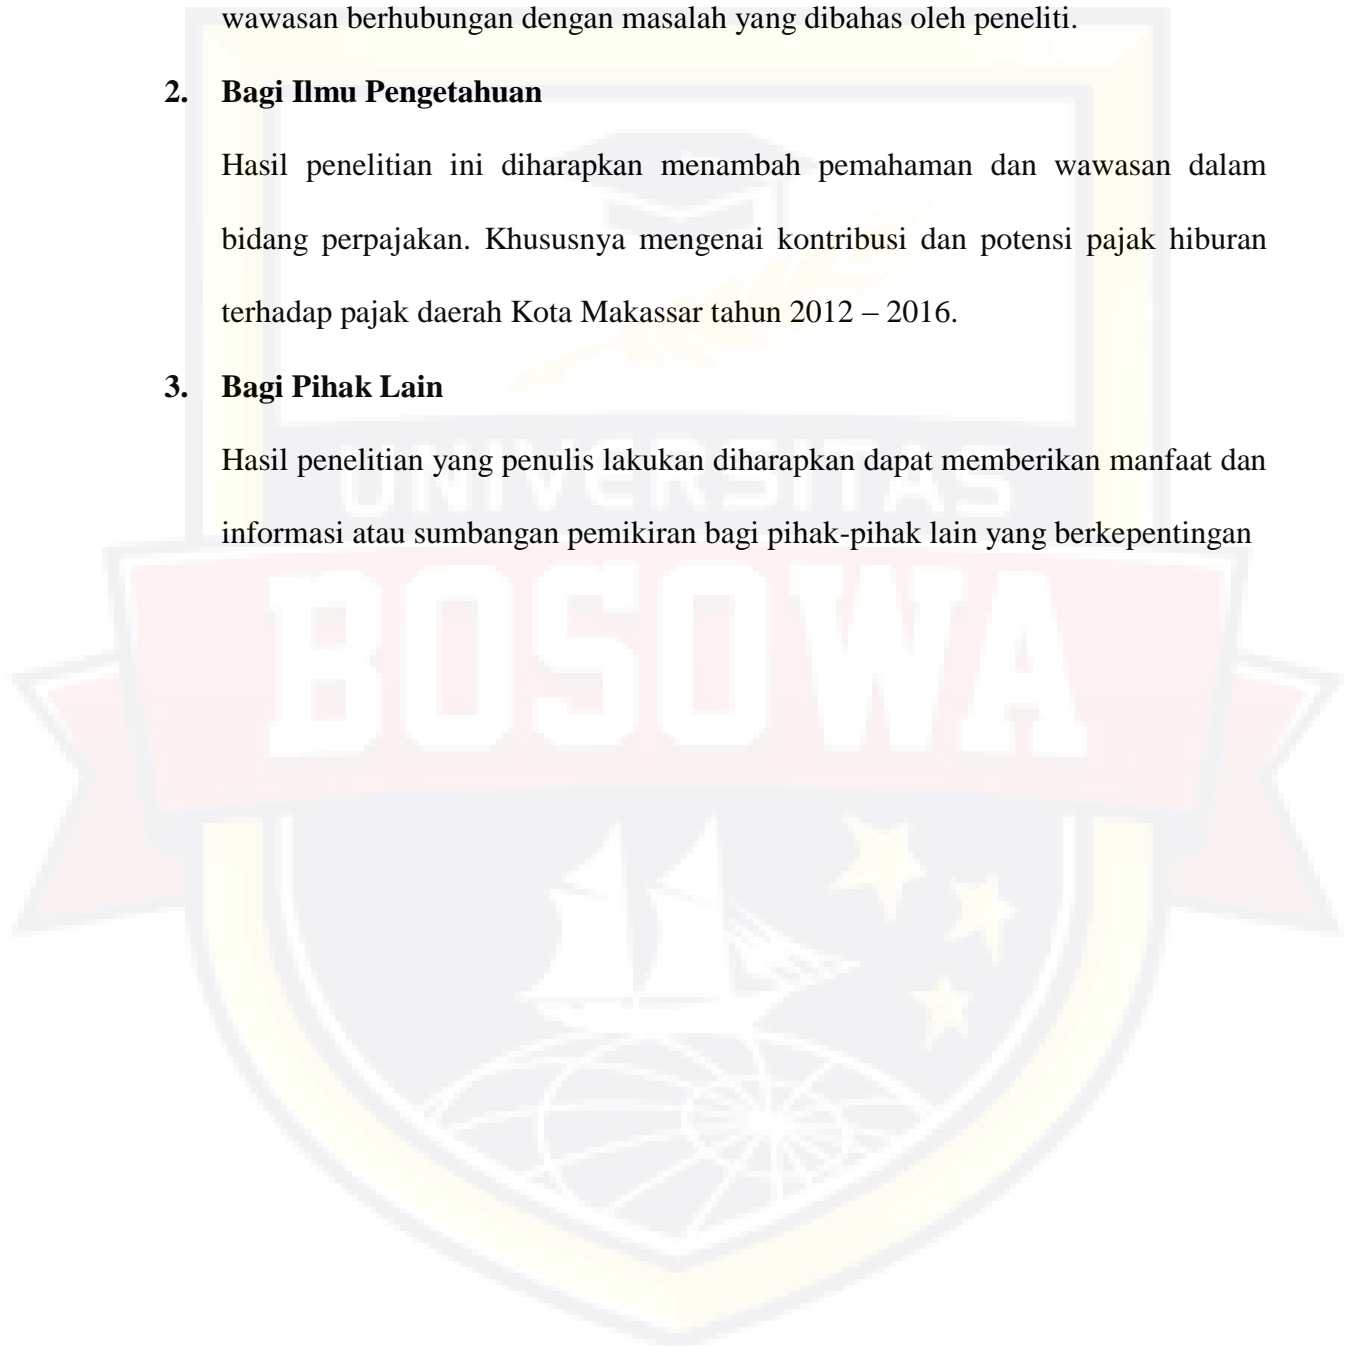 wawasan berhubungan dengan masalah yang dibahas oleh peneliti.
2. Bagi Ilmu Pengetahuan
Hasil penelitian ini diharapkan menambah pemahaman dan wawasan dalam
bidang perpajakan. Khususnya mengenai kontribusi dan potensi pajak hiburan
terhadap pajak daerah Kota Makassar tahun 2012 – 2016.
3. Bagi Pihak Lain
Hasil penelitian yang penulis lakukan diharapkan dapat memberikan manfaat dan
UNIVERSITAS
informasi atau sumbangan pemikiran bagi pihak-pihak lain yang berkepentingan
BOSOWA